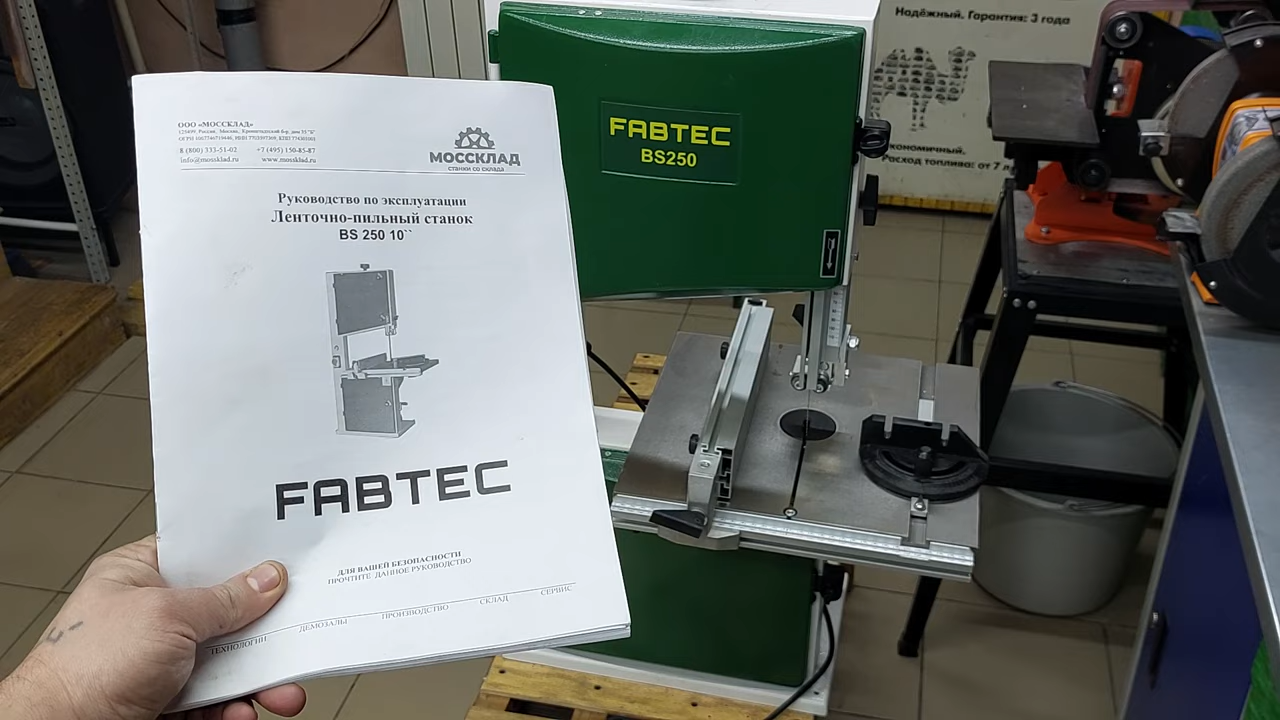 ООО «МОССКЛАД»
8 (800) 333-51-02 +7 (495) 150-85-87
info@mossklad.ru www.mossklad.ru
МОССКЛАД
станки со склада
Руководство по эксплуатации
Ленточно-пильный станок
BS 250 10``
FABTEC
ДЛЯ ВАШЕЙ БЕЗОПАСНОСТИ
ПРОЧТИТЕ ДАННОЕ РУКОВОДСТВО
ТЕХНОЛОГИИ ДЕМОЗАЛЫ ПРОИЗВОДСТВО СКЛАД СЕРВИС
FABTEC
BS250
Надёжный. Гарантия: 3 года
кономичный.
Расход топлива: от 7 л